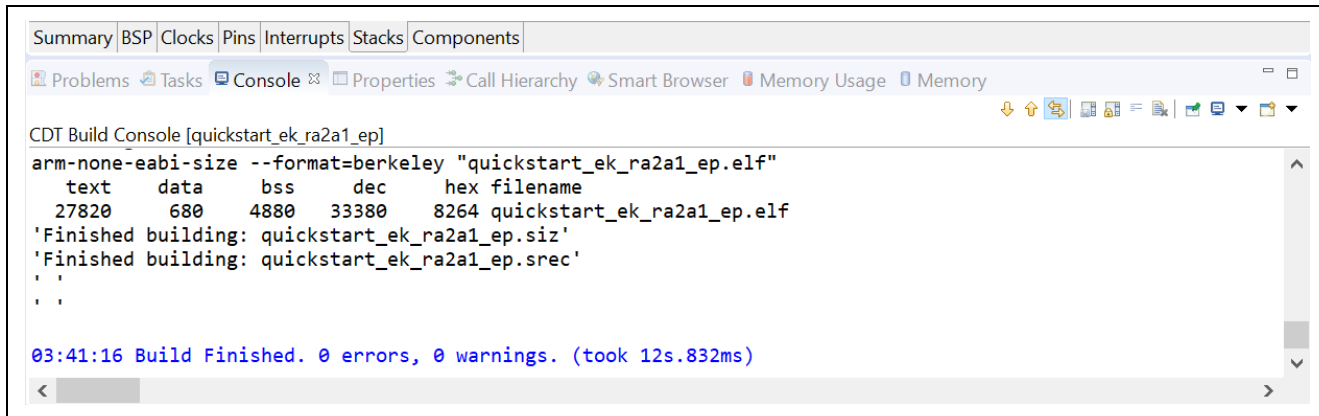 Summary BSP Clocks Pins Interrupts Stacks Components
Problems Tasks Console Properties Call Hierarchy Smart Browser Memory Usage Memory
CDT Build Console [quickstart_ek_ra2a1_ep]
arm-none-eabi-size --format=berkeley "quickstart_ek_ra2a1_ep.elf"
text data bss dec hex filename
27820 680 4880 33380 8264 quickstart_ek_ra2a1_ep.elf
'Finished building: quickstart_ek_ra2a1_ep.siz'
'Finished building: quickstart_ek_ra2a1_ep.srec'
' '
' '
03:41:16 Build Finished. 0 errors, 0 warnings. (took 12s.832ms)